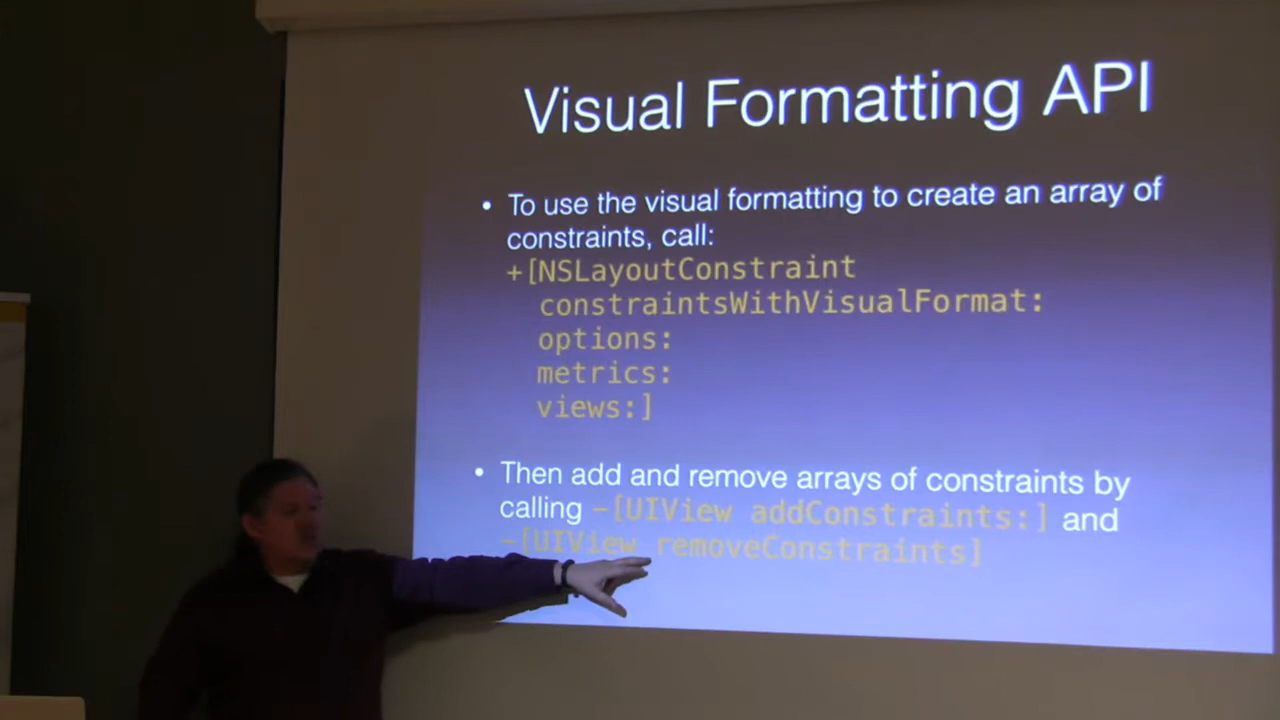 Visual Formatting API
• To use the visual formatting to create an array of
constraints, call:
+[NSLayoutConstraint
constraintsWithVisualFormat:
options:
metrics:
views:]
• Then add and remove arrays of constraints by
calling -[UIView addConstraints:] and
-[UIView removeConstraints]